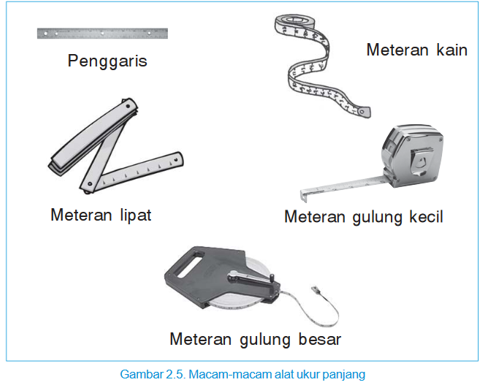 Penggaris
Meteran kain
Meteran lipat
Meteran gulung kecil
Meteran gulung besar
Gambar 2.5. Macam-macam alat ukur panjang